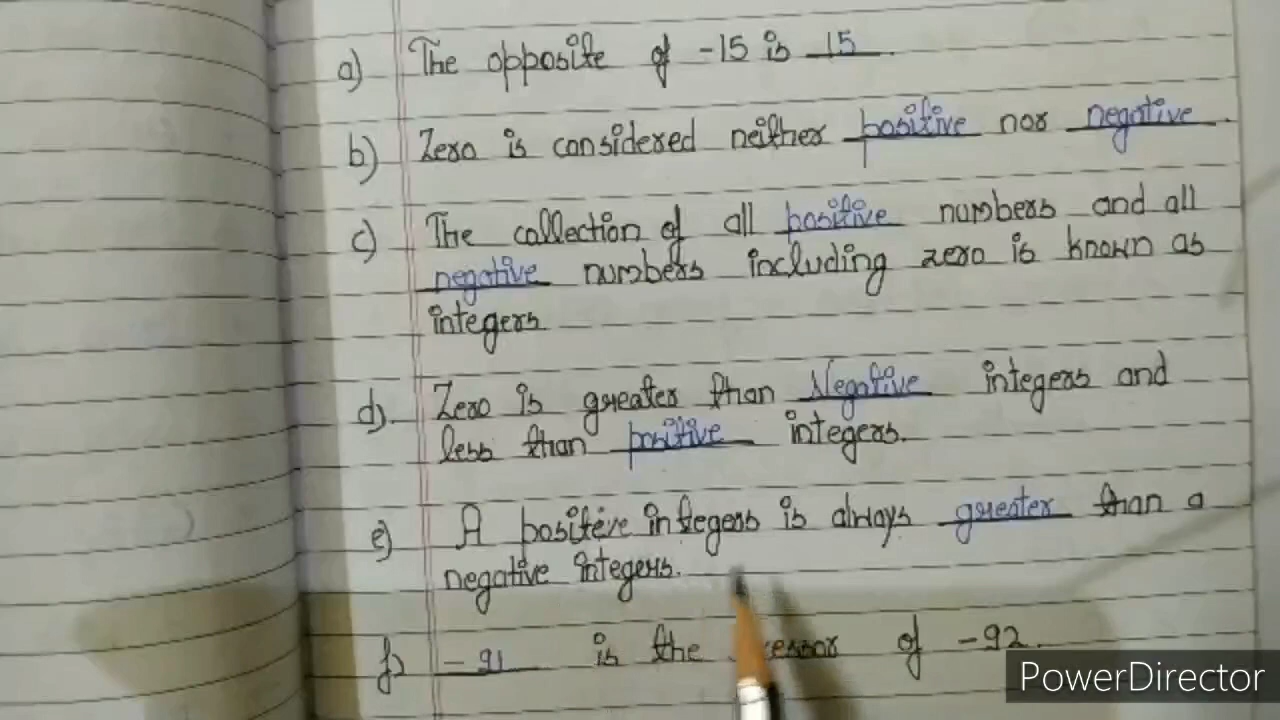 a) The opposite of -15 is 15.
b) Zero is considered neither positive nor negative.
c) The collection of all positive numbers and all
negative numbers including zero is known as
integers
d). Zero is greater than Negative integers and
less than positive integers.
e) A positive integers is always greater than a
negative integers.
f) -91 is the of -92.
PowerDirector